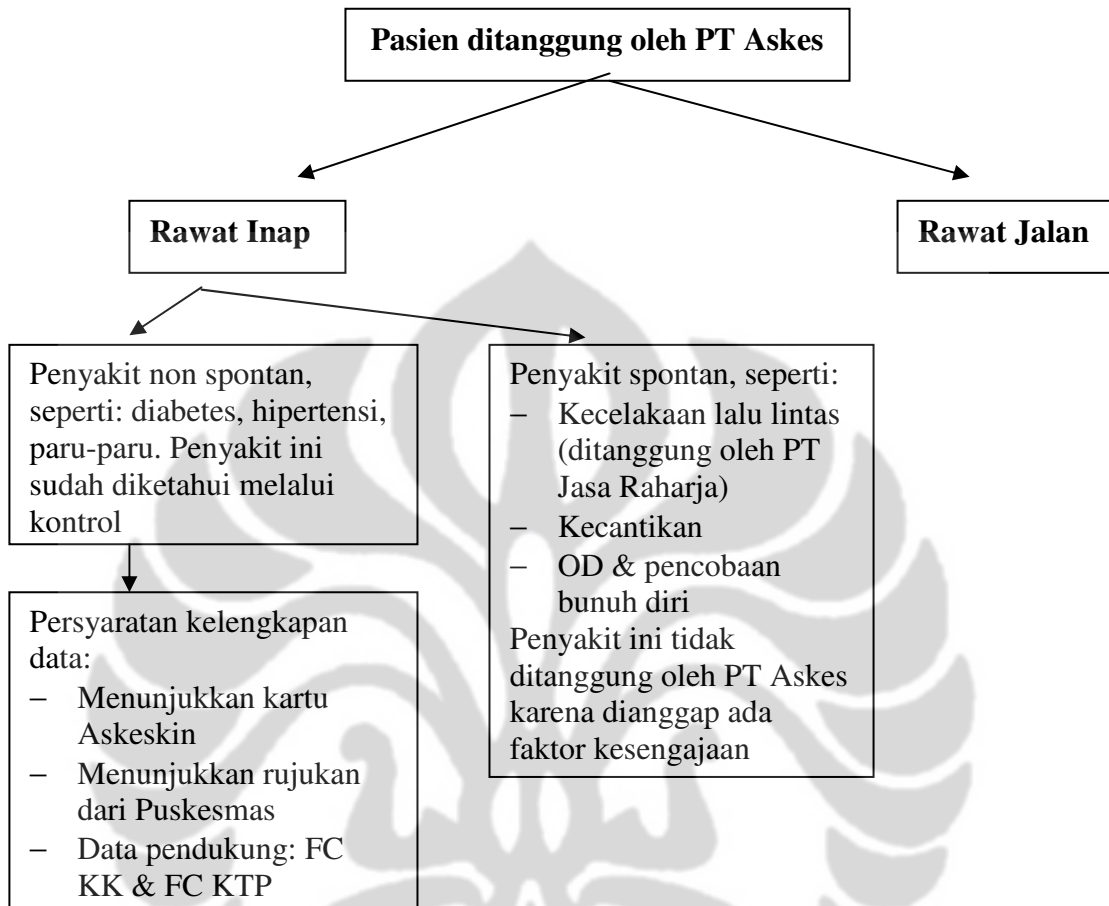 Pasien ditanggung oleh PT Askes
Rawat Inap
Rawat Jalan
Penyakit non spontan,
seperti: diabetes, hipertensi,
paru-paru. Penyakit ini
sudah diketahui melalui
kontrol
Penyakit spontan, seperti:
− Kecelakaan lalu lintas
(ditanggung oleh PT
Jasa Raharja)
− Kecantikan
− OD & pencobaan
bunuh diri
Penyakit ini tidak
ditanggung oleh PT Askes
karena dianggap ada
faktor kesengajaan
Persyaratan kelengkapan
data:
− Menunjukkan kartu
Askeskin
− Menunjukkan rujukan
dari Puskesmas
− Data pendukung: FC
KK & FC KTP